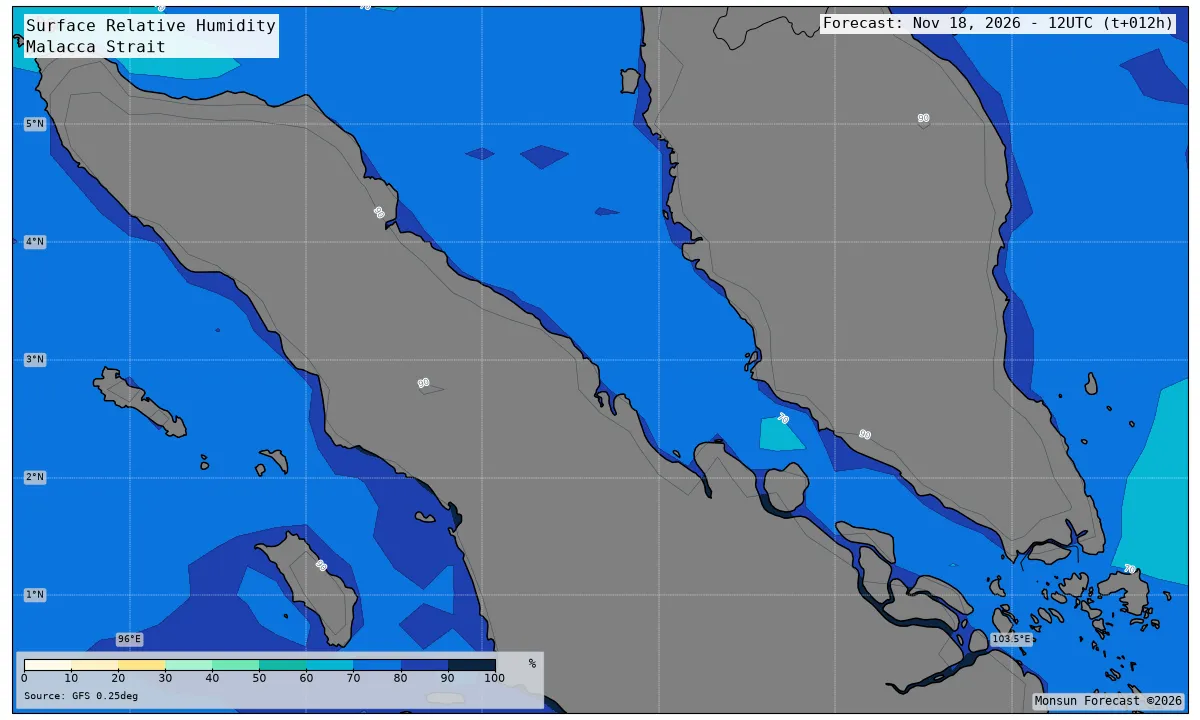 Surface Relative Humidity
Malacca Strait
Forecast: Nov 18, 2026 - 12UTC (t+012h)
90
5°N
90
4°N
3°N
90
70
90
2°N
90
70
1°N
96°E
103.5°E
%
0 10 20 30 40 50 60 70 80 90 100
Source: GFS 0.25deg
Monsun Forecast ©2026